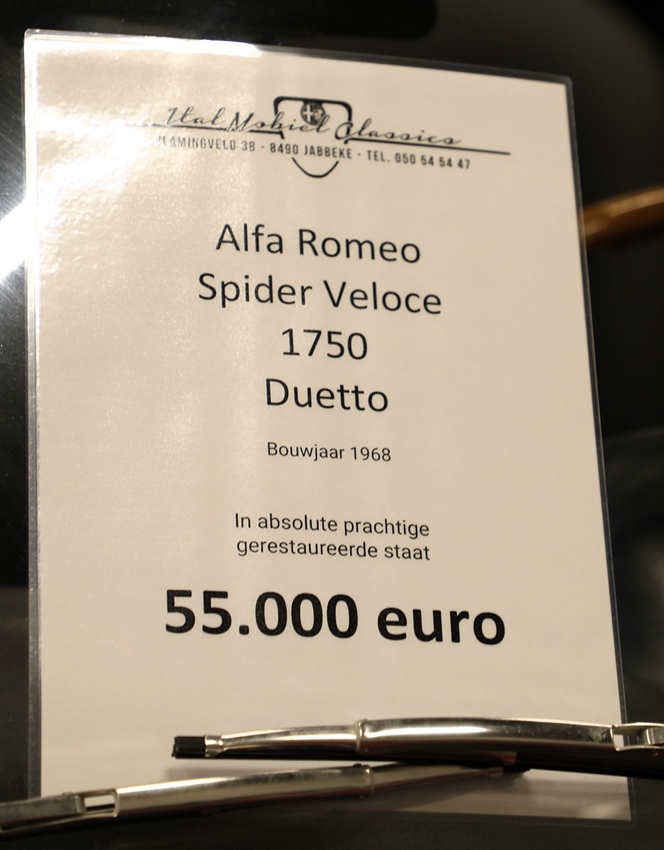 Ital Mobiel Classics
VLAMINGVELD 38 - 8490 JABBEKE - TEL. 050 54 54 47
Alfa Romeo
Spider Veloce
1750
Duetto
Bouwjaar 1968
In absolute prachtige
gerestaureerde staat
55.000 euro